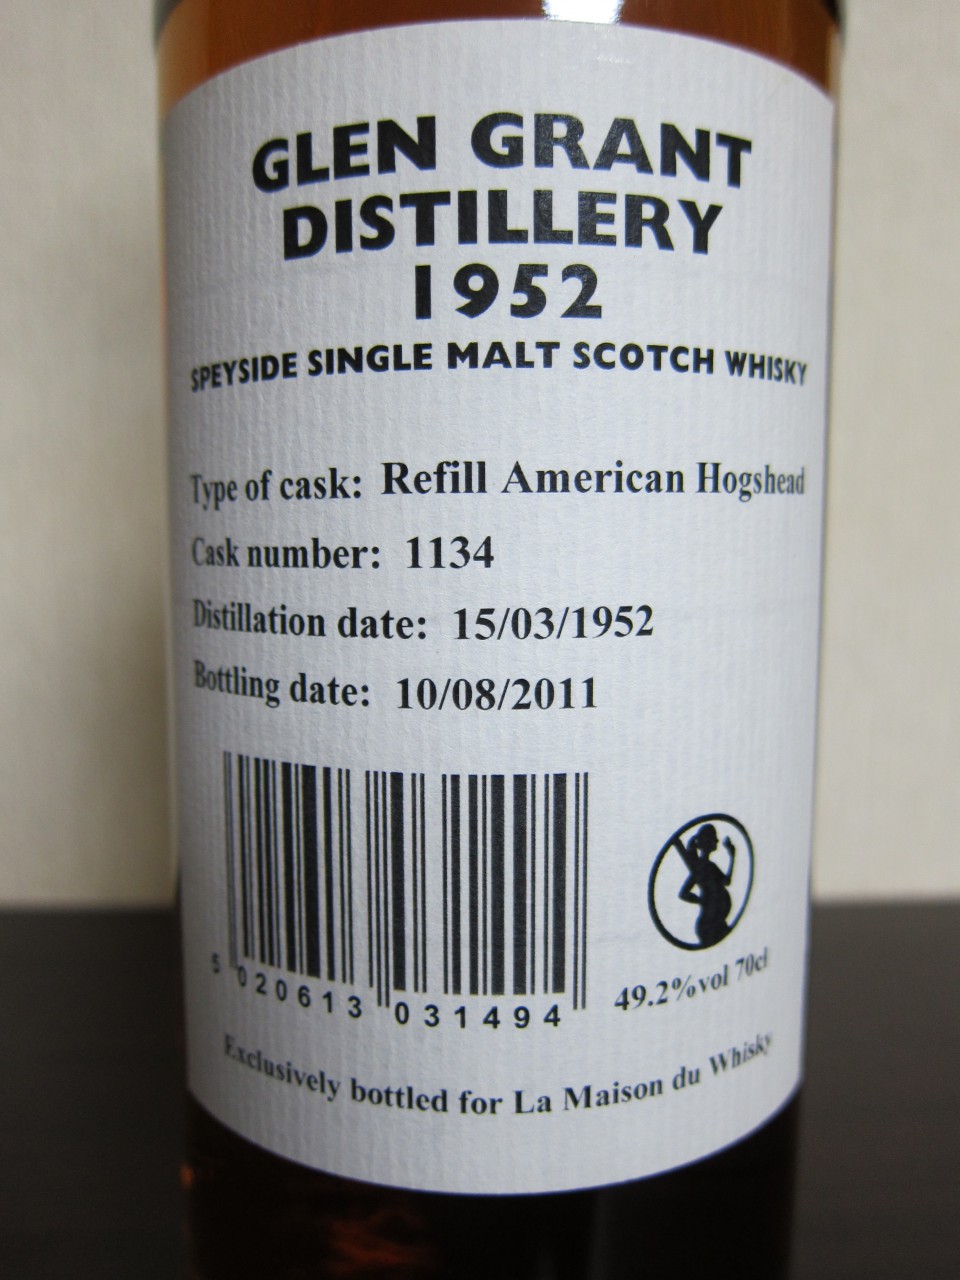 GLEN GRANT
DISTILLERY
1952
SPEYSIDE SINGLE MALT SCOTCH WHISKY
Type of cask: Refill American Hogshead
Cask number: 1134
Distillation date: 15/03/1952
Bottling date: 10/08/2011
5 020613 031494
49.2%vol 70cl
Exclusively bottled for La Maison du Whisky